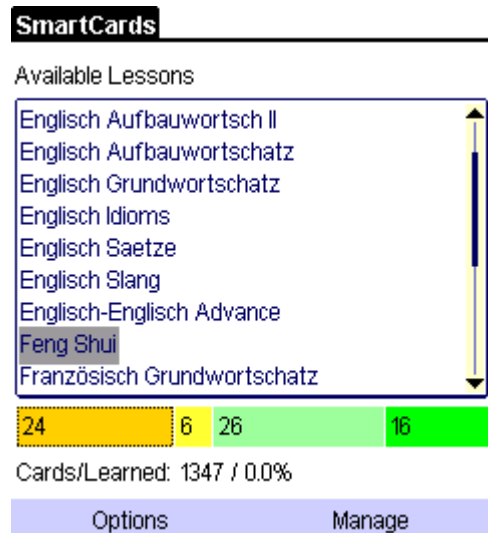 SmartCards
Available Lessons
Englisch Aufbauwortsch II
Englisch Aufbauwortschatz
Englisch Grundwortschatz
Englisch Idioms
Englisch Saetze
Englisch Slang
Englisch-Englisch Advance
Feng Shui
Französisch Grundwortschatz
24 6 26 16
Cards/Learned: 1347 / 0.0%
Options Manage